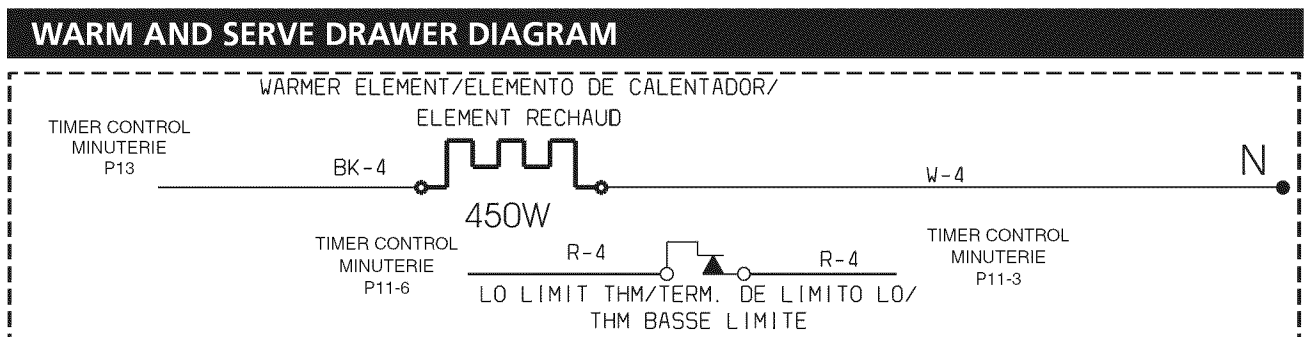 WARM AND SERVE DRAWER DIAGRAM
WARMER ELEMENT/ELEMENTO DE CALENTADOR/
ELEMENT RECHAUD
TIMER CONTROL
MINUTERIE
P13
BK-4
W-4
N
450W
TIMER CONTROL
MINUTERIE
P11-6
R-4
R-4
TIMER CONTROL
MINUTERIE
P11-3
LO LIMIT THM/TERM. DE LIMITO LO/
THM BASSE LIMITE